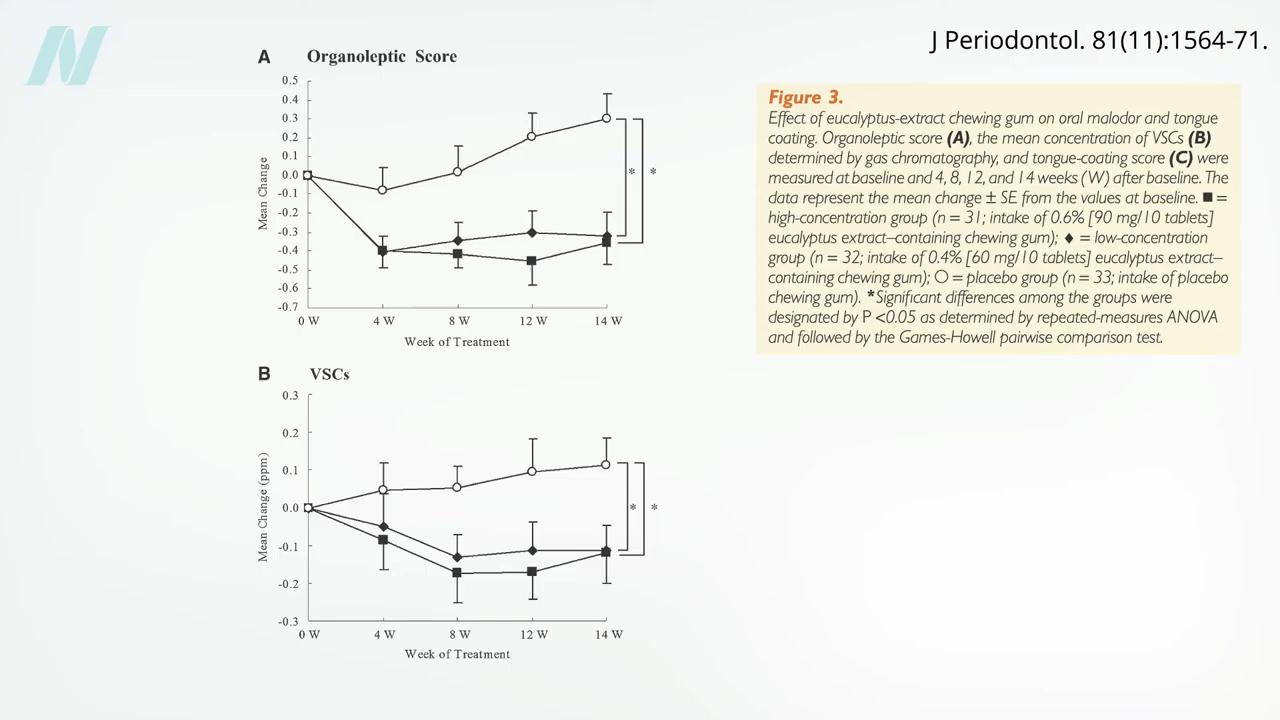 J Periodontol. 81(11):1564-71.
A Organoleptic Score
0.5
0.4
0.3
0.2
0.1
0.0
-0.1
-0.2
-0.3
-0.4
-0.5
-0.6
-0.7
Mean Change
* *
0 W 4 W 8 W 12 W 14 W
Week of Treatment
B VSCs
0.3
0.2
0.1
0.0
-0.1
-0.2
-0.3
Mean Change (ppm)
* *
0 W 4 W 8 W 12 W 14 W
Week of Treatment
Figure 3.
Effect of eucalyptus-extract chewing gum on oral malodor and tongue
coating. Organoleptic score (A), the mean concentration of VSCs (B)
determined by gas chromatography, and tongue-coating score (C) were
measured at baseline and 4, 8, 12, and 14 weeks (W) after baseline. The
data represent the mean change ± SE from the values at baseline. ■ =
high-concentration group (n = 31; intake of 0.6% [90 mg/10 tablets]
eucalyptus extract–containing chewing gum); ♦ = low-concentration
group (n = 32; intake of 0.4% [60 mg/10 tablets] eucalyptus extract–
containing chewing gum); ○ = placebo group (n = 33; intake of placebo
chewing gum). *Significant differences among the groups were
designated by P <0.05 as determined by repeated-measures ANOVA
and followed by the Games-Howell pairwise comparison test.